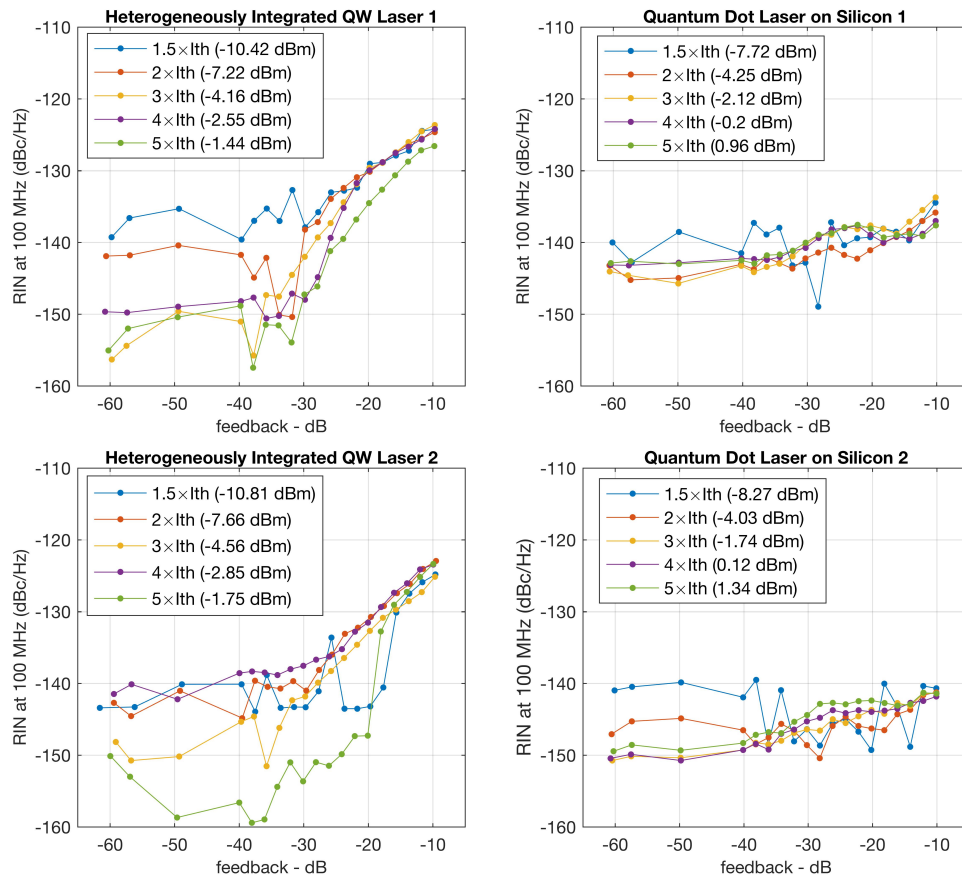 Heterogeneously Integrated QW Laser 1
RIN at 100 MHz (dBc/Hz)
-110
-120
-130
-140
-150
-160
1.5×Ith (-10.42 dBm)
2×Ith (-7.22 dBm)
3×Ith (-4.16 dBm)
4×Ith (-2.55 dBm)
5×Ith (-1.44 dBm)
-60 -50 -40 -30 -20 -10
feedback - dB
Quantum Dot Laser on Silicon 1
RIN at 100 MHz (dBc/Hz)
-110
-120
-130
-140
-150
-160
1.5×Ith (-7.72 dBm)
2×Ith (-4.25 dBm)
3×Ith (-2.12 dBm)
4×Ith (-0.2 dBm)
5×Ith (0.96 dBm)
-60 -50 -40 -30 -20 -10
feedback - dB
Heterogeneously Integrated QW Laser 2
RIN at 100 MHz (dBc/Hz)
-110
-120
-130
-140
-150
-160
1.5×Ith (-10.81 dBm)
2×Ith (-7.66 dBm)
3×Ith (-4.56 dBm)
4×Ith (-2.85 dBm)
5×Ith (-1.75 dBm)
-60 -50 -40 -30 -20 -10
feedback - dB
Quantum Dot Laser on Silicon 2
RIN at 100 MHz (dBc/Hz)
-110
-120
-130
-140
-150
-160
1.5×Ith (-8.27 dBm)
2×Ith (-4.03 dBm)
3×Ith (-1.74 dBm)
4×Ith (0.12 dBm)
5×Ith (1.34 dBm)
-60 -50 -40 -30 -20 -10
feedback - dB